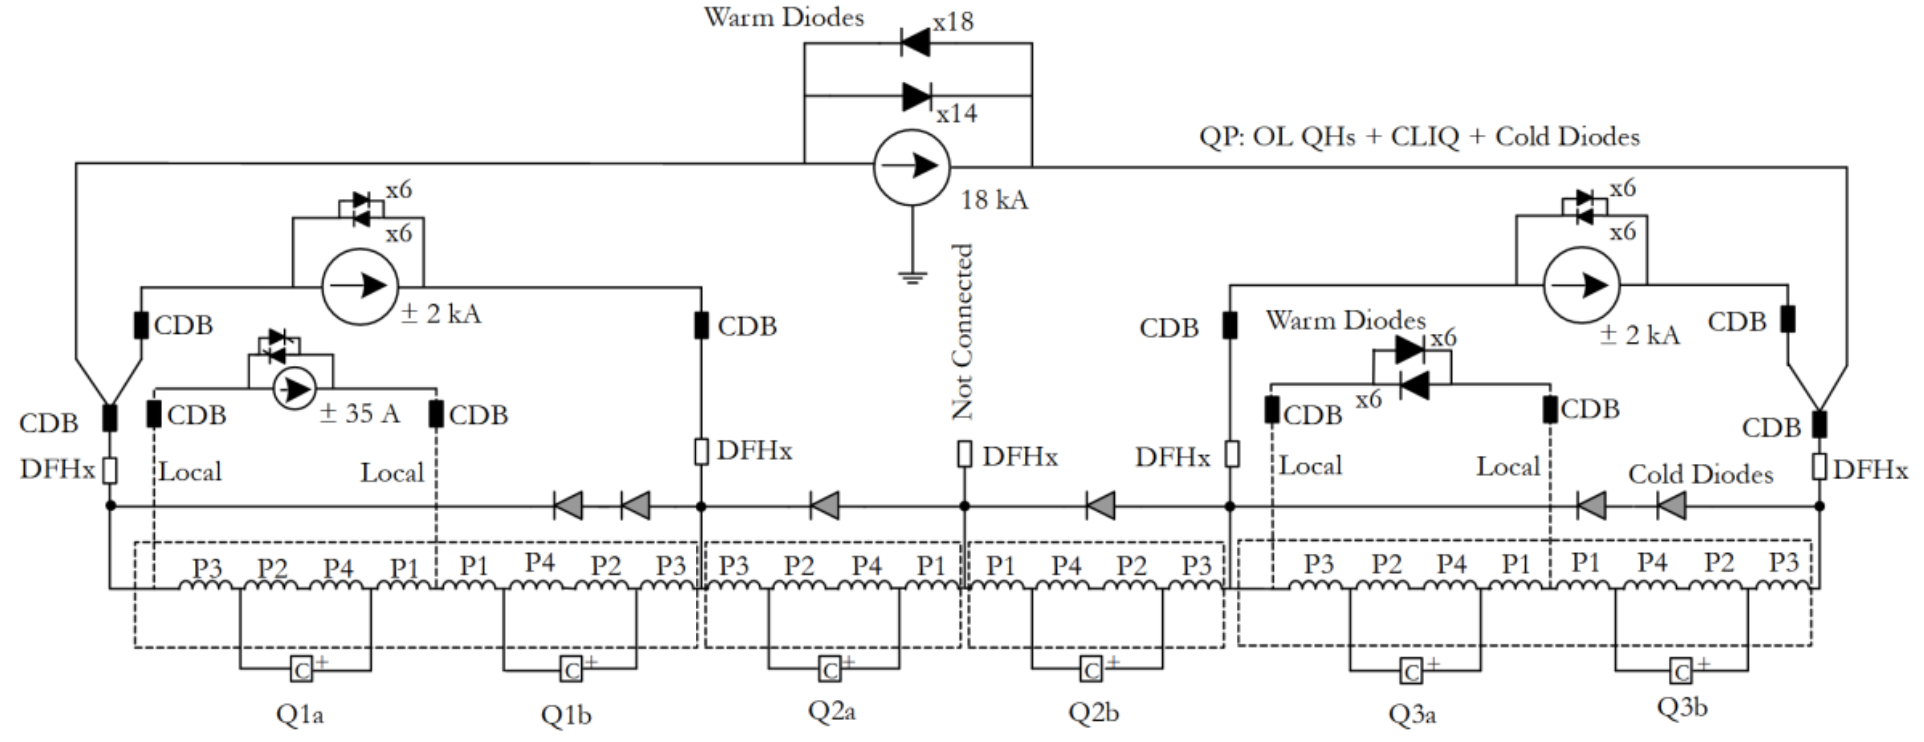 Warm Diodes
x18
x14
QP: OL QHs + CLIQ + Cold Diodes
18 kA
x6
x6
± 2 kA
x6
x6
± 2 kA
Not Connected
CDB
CDB
CDB
CDB
Warm Diodes
x6
x6
± 35 A
CDB
CDB
CDB
CDB
CDB
CDB
DFHx
Local
Local
DFHx
DFHx
DFHx
Local
Local
Cold Diodes
DFHx
P3 P2 P4 P1 P1 P4 P2 P3 P3 P2 P4 P1 P1 P4 P2 P3 P3 P2 P4 P1 P1 P4 P2 P3
C +
C +
C +
C +
C +
C +
Q1a
Q1b
Q2a
Q2b
Q3a
Q3b